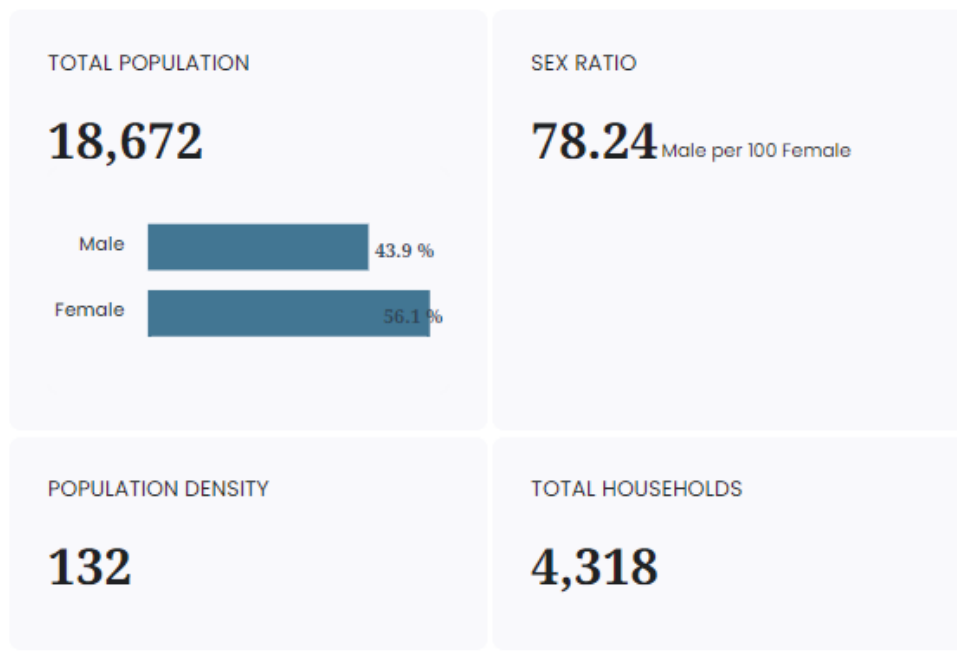 TOTAL POPULATION
18,672
Male 43.9 %
Female 56.1 %
SEX RATIO
78.24 Male per 100 Female
POPULATION DENSITY
132
TOTAL HOUSEHOLDS
4,318